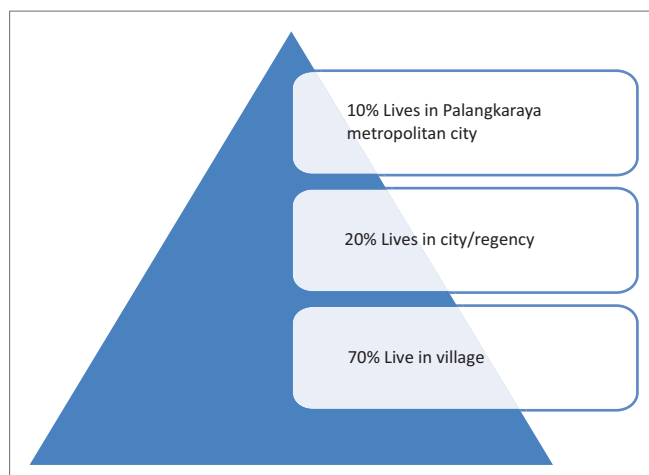 10% Lives in Palangkaraya
metropolitan city
20% Lives in city/regency
70% Live in village